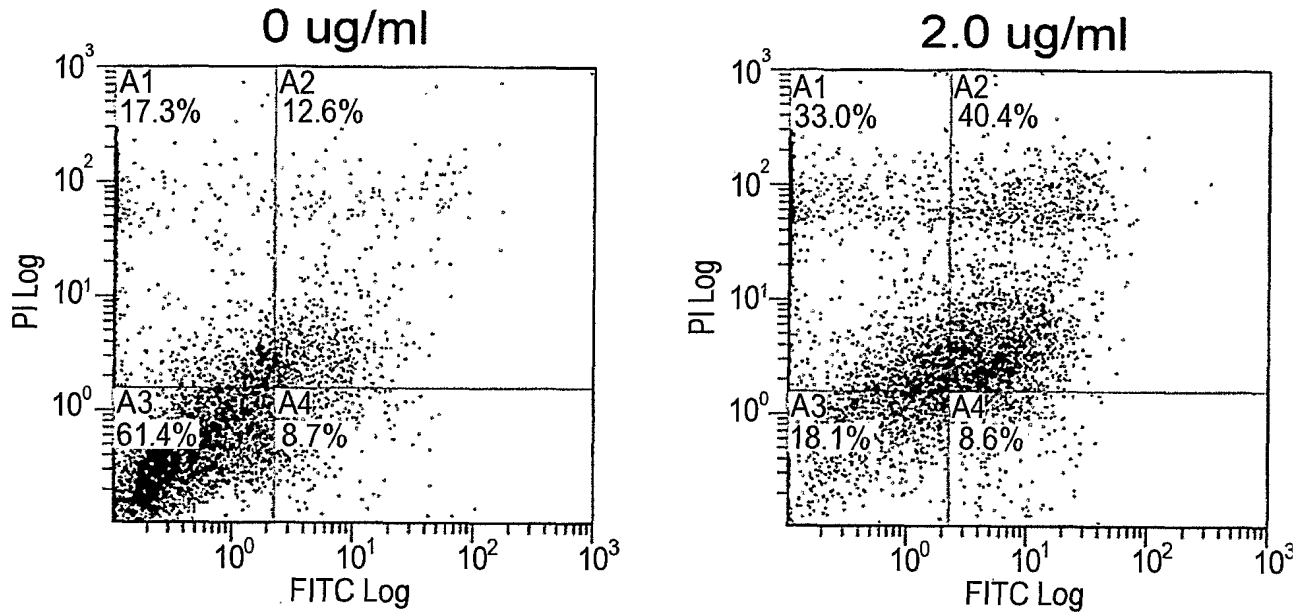 0 ug/ml
10³
A1
17.3%
A2
12.6%
10²
10¹
10⁰
A3
61.4%
A4
8.7%
PI Log
10⁰ 10¹ 10² 10³
FITC Log
2.0 ug/ml
10³
A1
33.0%
A2
40.4%
10²
10¹
10⁰
A3
18.1%
A4
8.6%
PI Log
10⁰ 10¹ 10² 10³
FITC Log